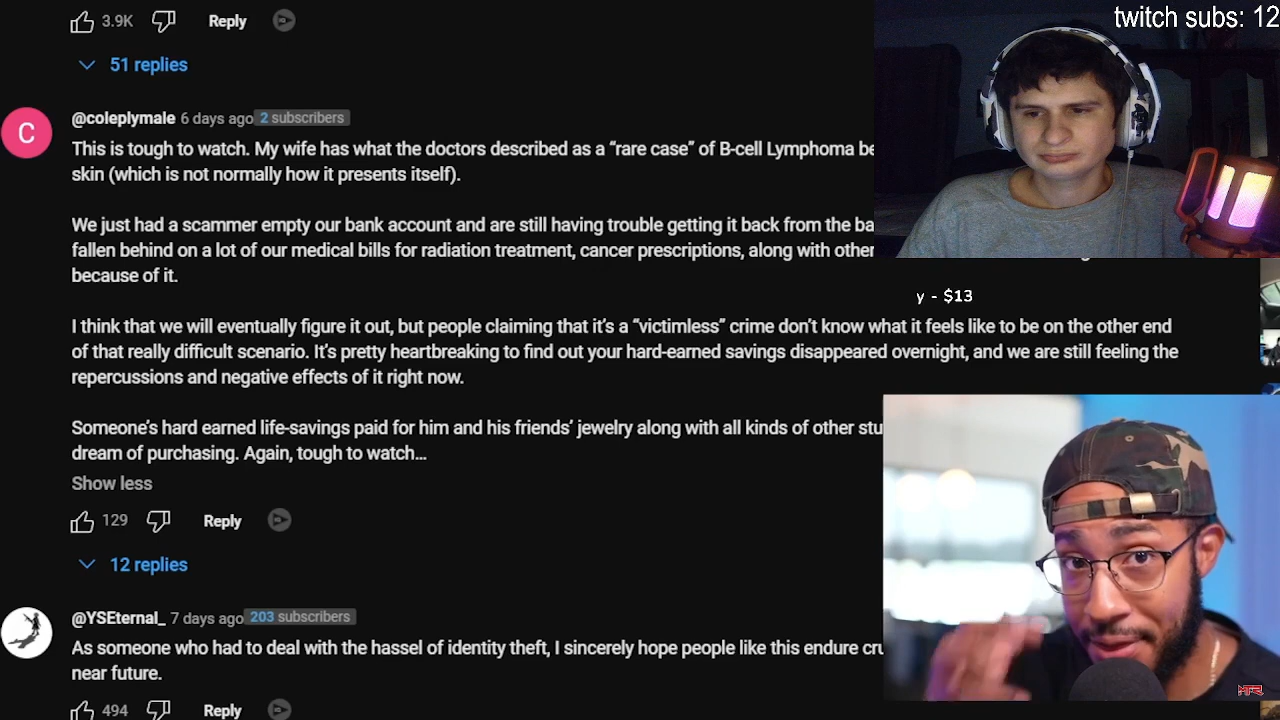 twitch subs: 12
3.9K Reply
51 replies
C
@coleplymale 6 days ago 2 subscribers
This is tough to watch. My wife has what the doctors described as a “rare case” of B-cell Lymphoma be
skin (which is not normally how it presents itself).
We just had a scammer empty our bank account and are still having trouble getting it back from the ba
fallen behind on a lot of our medical bills for radiation treatment, cancer prescriptions, along with other
because of it.
y - $13
I think that we will eventually figure it out, but people claiming that it’s a “victimless” crime don’t know what it feels like to be on the other end
of that really difficult scenario. It’s pretty heartbreaking to find out your hard-earned savings disappeared overnight, and we are still feeling the
repercussions and negative effects of it right now.
Someone’s hard earned life-savings paid for him and his friends’ jewelry along with all kinds of other stu
dream of purchasing. Again, tough to watch...
Show less
129 Reply
12 replies
@YSEternal_ 7 days ago 203 subscribers
As someone who had to deal with the hassel of identity theft, I sincerely hope people like this endure cru
near future.
494 Reply